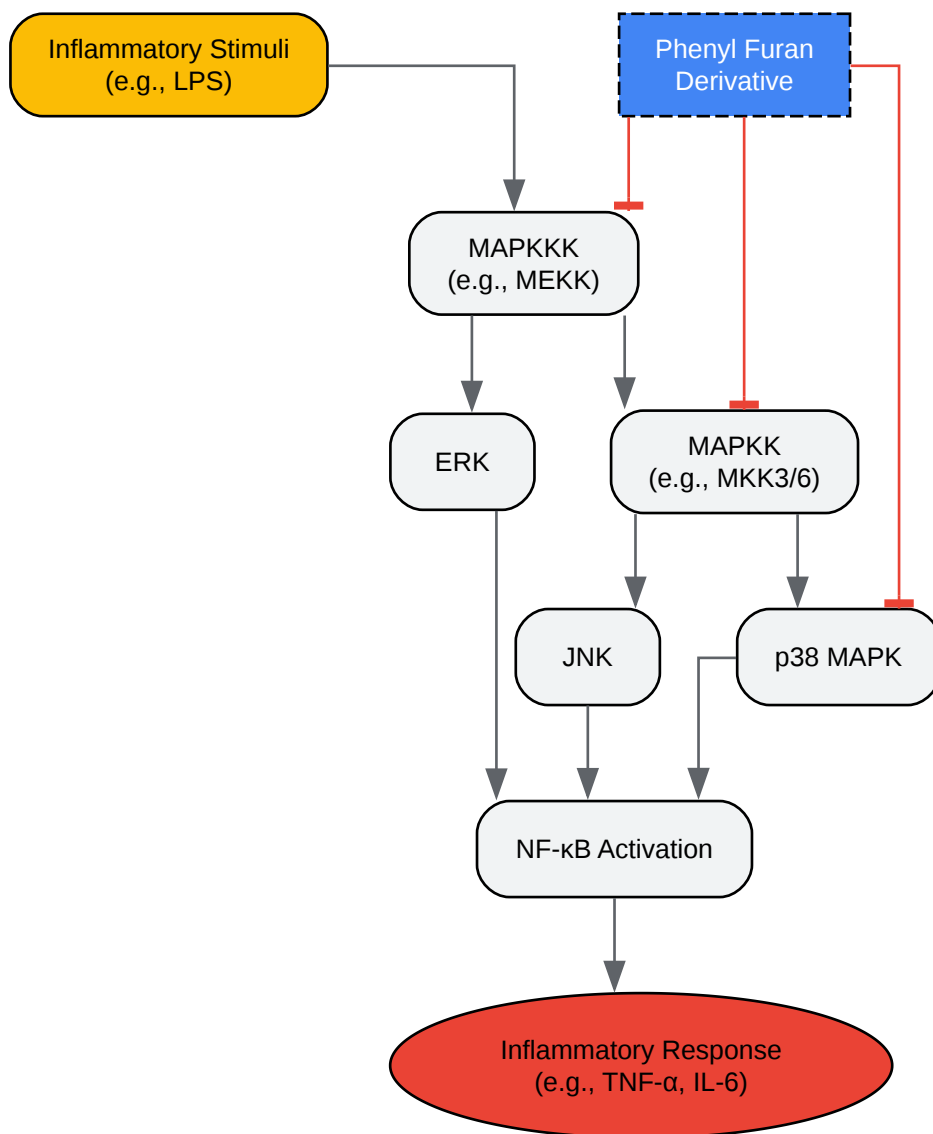 Inflammatory Stimuli
(e.g., LPS)
Phenyl Furan
Derivative
MAPKKK
(e.g., MEKK)
ERK
MAPKK
(e.g., MKK3/6)
JNK
p38 MAPK
NF-κB Activation
Inflammatory Response
(e.g., TNF-α, IL-6)